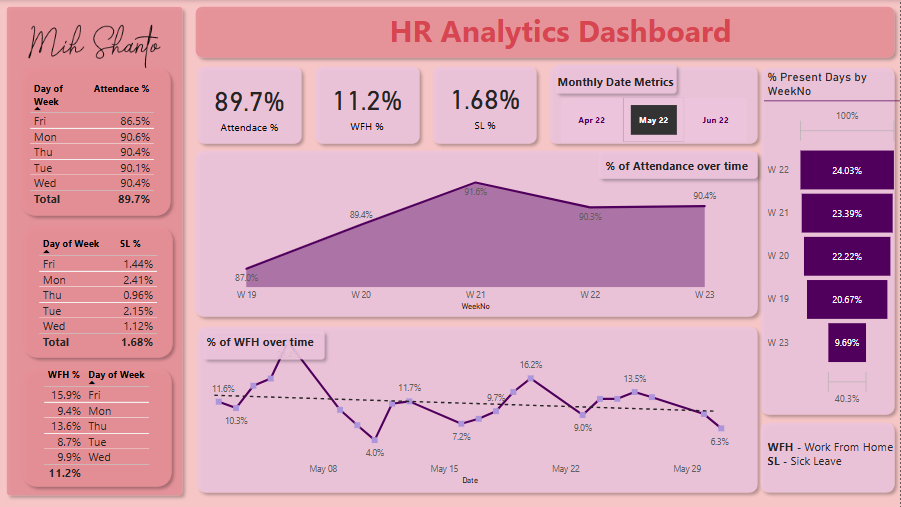 Mih Shanto
HR Analytics Dashboard
Day of Week Attendace %
Fri 86.5%
Mon 90.6%
Thu 90.4%
Tue 90.1%
Wed 90.4%
Total 89.7%
Day of Week SL %
Fri 1.44%
Mon 2.41%
Thu 0.96%
Tue 2.15%
Wed 1.12%
Total 1.68%
WFH % Day of Week
15.9% Fri
9.4% Mon
13.6% Thu
8.7% Tue
9.9% Wed
11.2%
89.7%
Attendace %
11.2%
WFH %
1.68%
SL %
Monthly Date Metrics
Apr 22 May 22 Jun 22
% of Attendance over time
87.0% 89.4% 91.6% 90.3% 90.4%
W 19 W 20 W 21 W 22 W 23
WeekNo
% of WFH over time
11.6% 10.3% 4.0% 11.7% 7.2% 9.7% 16.2% 9.0% 13.5% 6.3%
May 08 May 15 May 22 May 29
Date
% Present Days by
WeekNo
100%
W 22 24.03%
W 21 23.39%
W 20 22.22%
W 19 20.67%
W 23 9.69%
40.3%
WFH - Work From Home
SL - Sick Leave